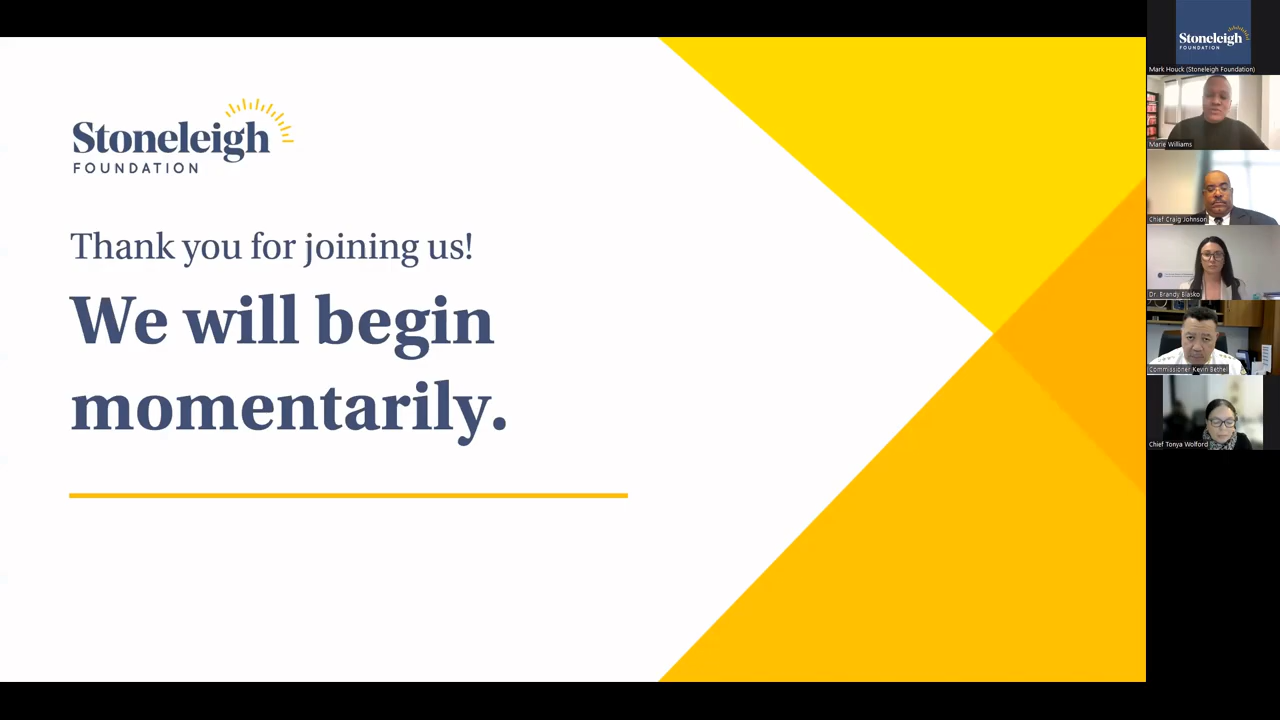 Stoneleigh
FOUNDATION
Thank you for joining us!
We will begin
momentarily.
Stoneleigh
FOUNDATION
Mark Houck (Stoneleigh Foundation)
Marie Williams
Chief Craig Johnson
Dr. Brandy Blasko
Commissioner Kevin Bethel
Chief Tonya Wolford